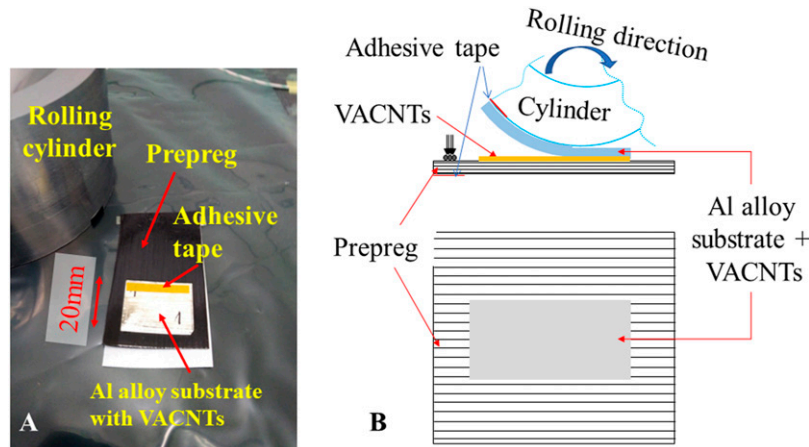 Rolling
cylinder
Prepreg
Adhesive
tape
20mm
Al alloy substrate
with VACNTs
A
B
Rolling direction
Adhesive tape
Cylinder
VACNTs
Al alloy
substrate +
VACNTs
Prepreg